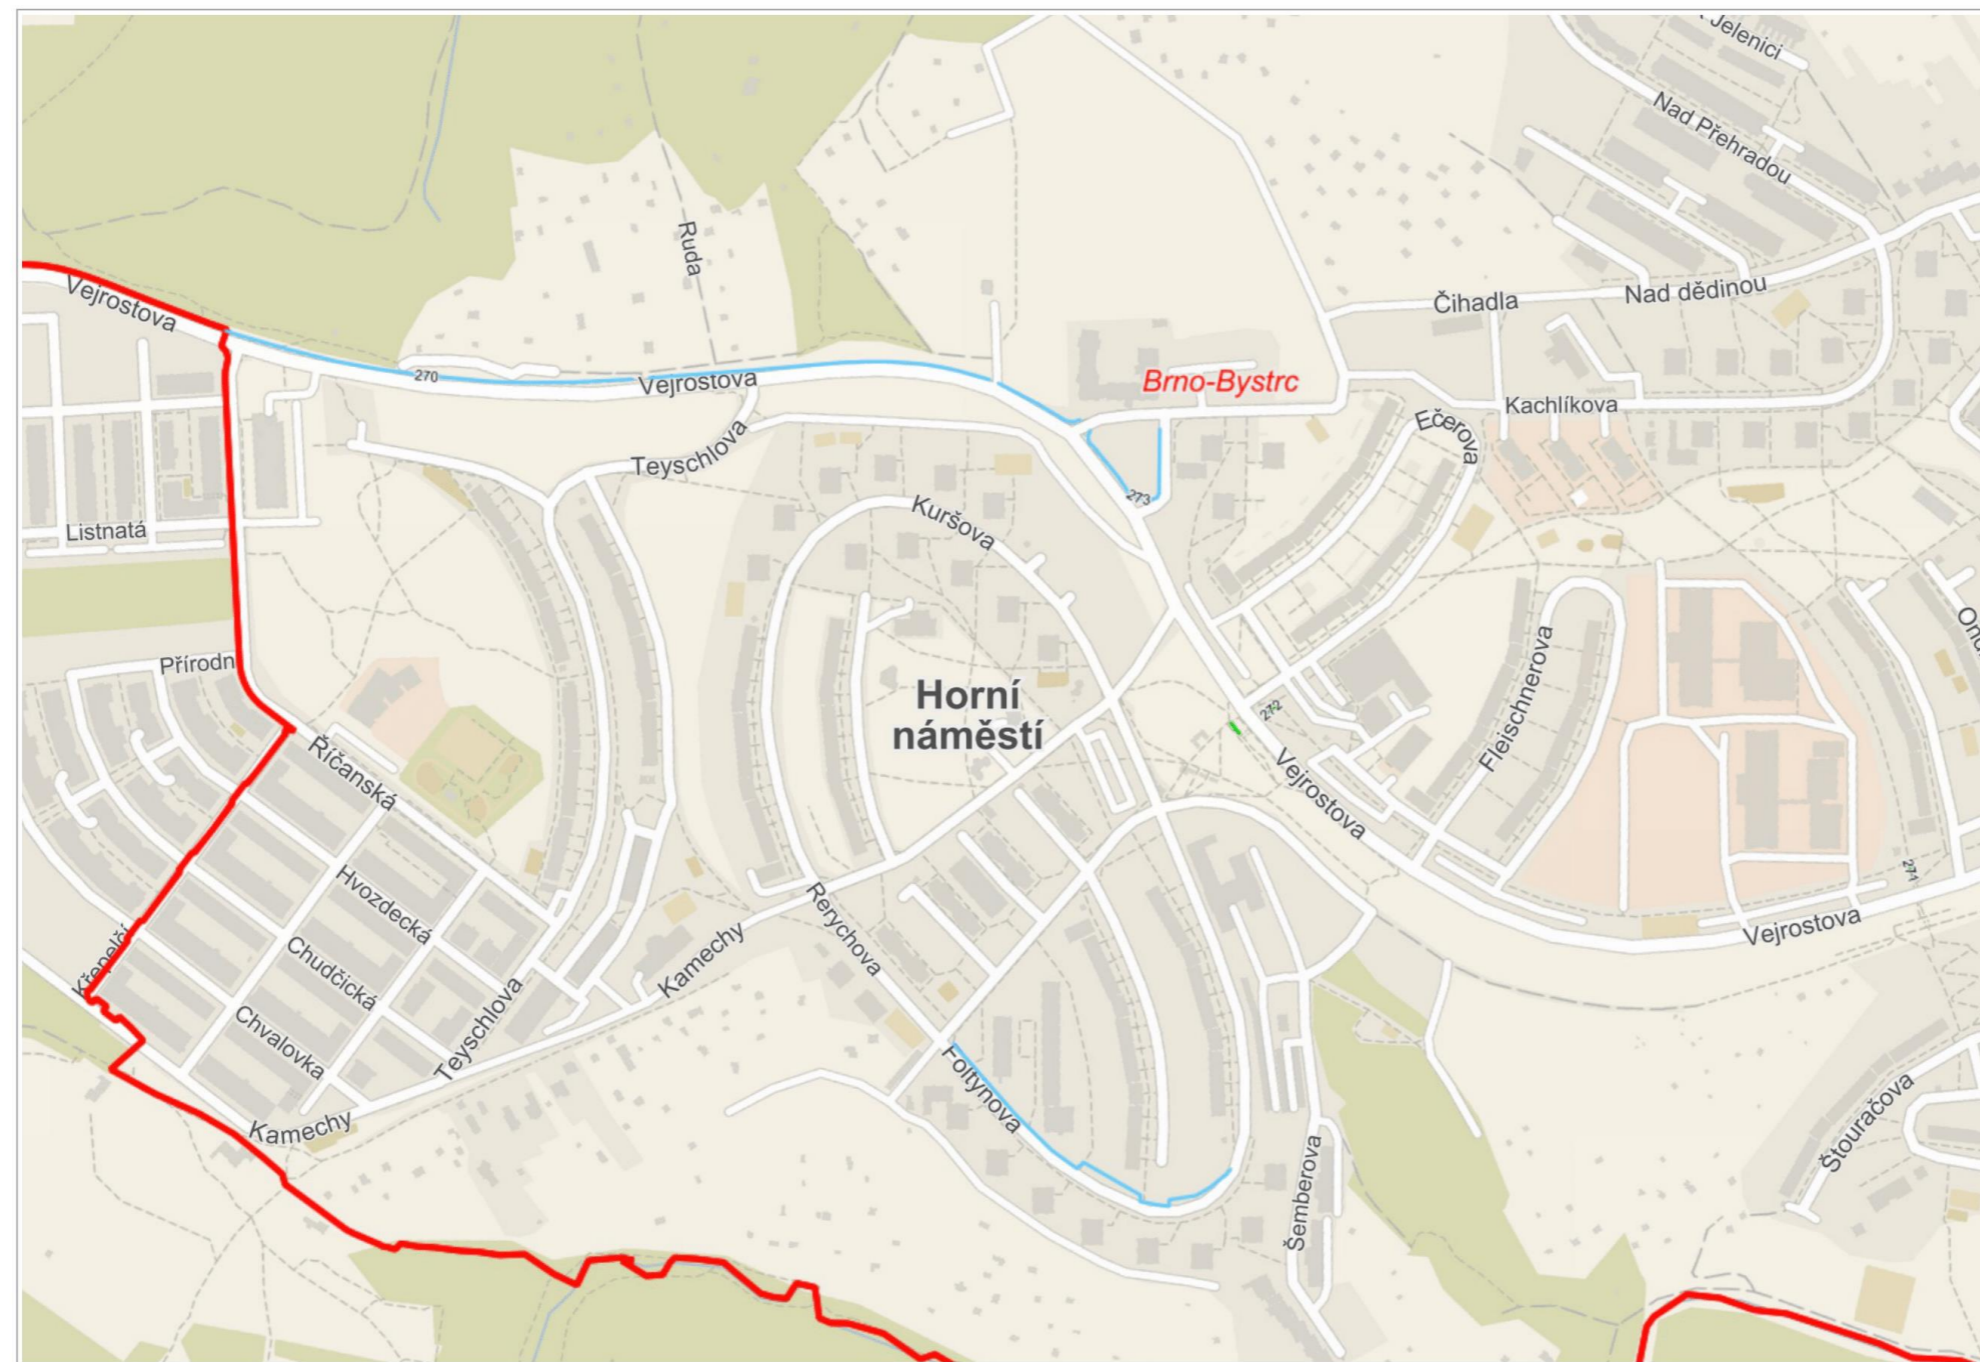 Jelenici
Nad Přehradou
Ruda
Vejrostova
Čihadla
Nad dědinou
270
Vejrostova
Brno-Bystrc
Kachlíkova
Ečerova
Teyschlova
Kuršova
273
Listnatá
Přírodn
Fleischnerova
Horní
náměstí
272
Říčanská
Vejrostova
Hvozdecká
271
Křepelčí
Rerychova
Vejrostova
Kamechy
Chudčická
Chvalovka
Teyschlova
Foltynova
Kamechy
Štouračova
Šemberova